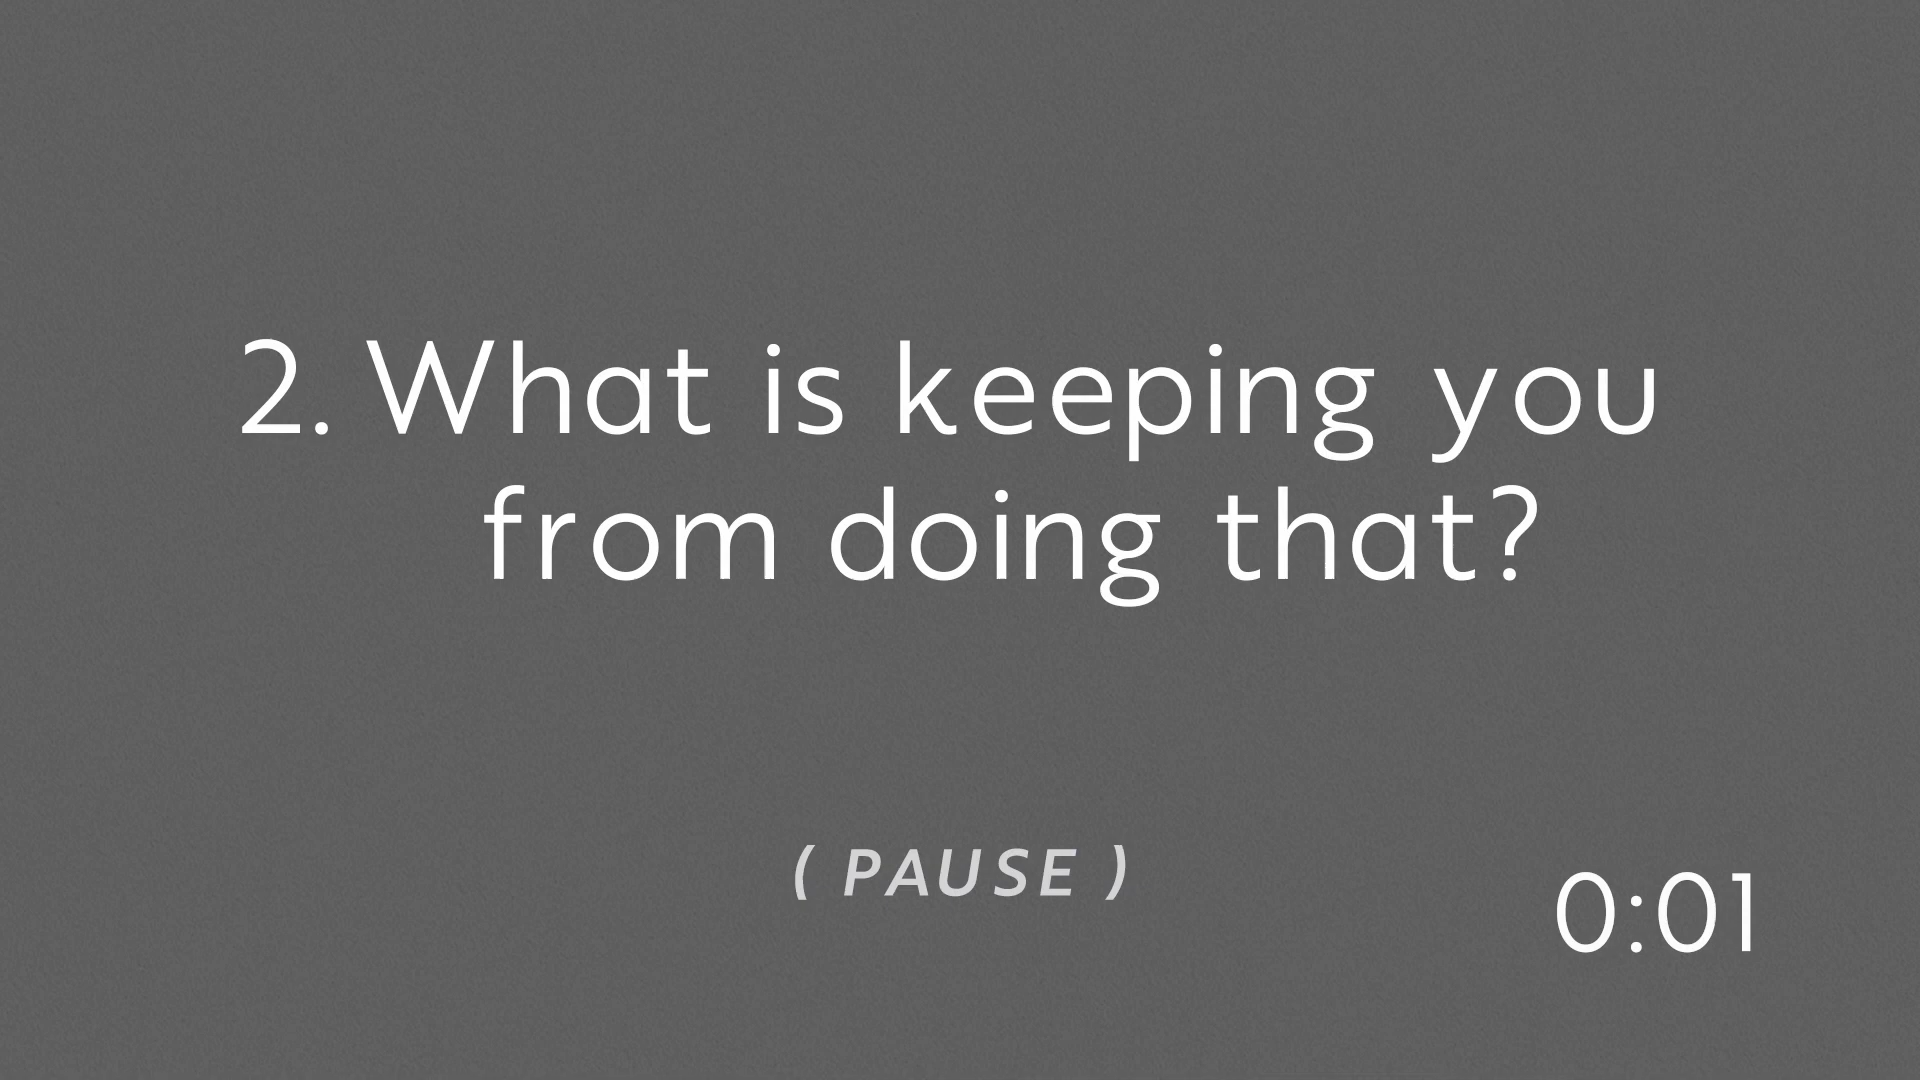 2. What is keeping you
from doing that?
( PAUSE )
0:01